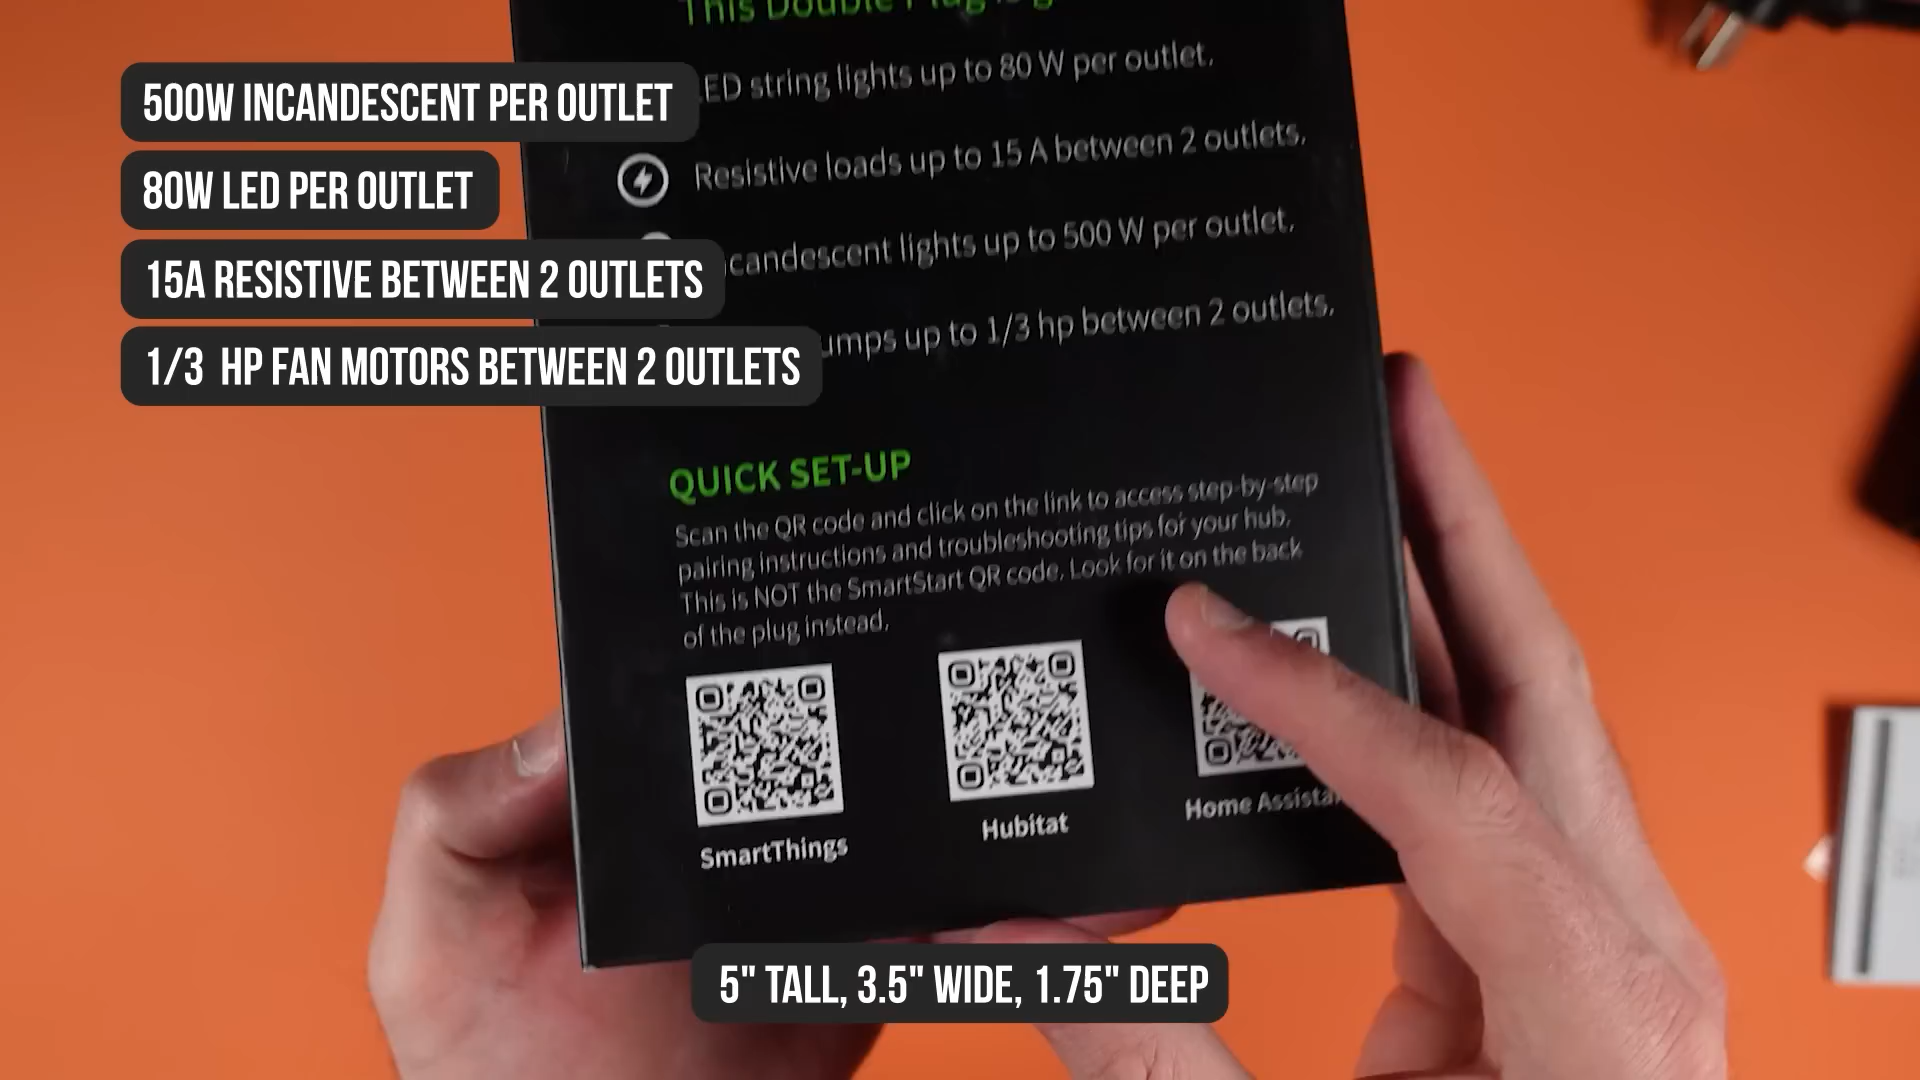 This Double Plug is g
500W INCANDESCENT PER OUTLET
ED string lights up to 80 W per outlet.
80W LED PER OUTLET
Resistive loads up to 15 A between 2 outlets.
15A RESISTIVE BETWEEN 2 OUTLETS
candescent lights up to 500 W per outlet.
1/3 HP FAN MOTORS BETWEEN 2 OUTLETS
umps up to 1/3 hp between 2 outlets.
QUICK SET-UP
Scan the QR code and click on the link to access step-by-step
pairing instructions and troubleshooting tips for your hub.
This is NOT the SmartStart QR code. Look for it on the back
of the plug instead.
SmartThings
Hubitat
Home Assista
5" TALL, 3.5" WIDE, 1.75" DEEP